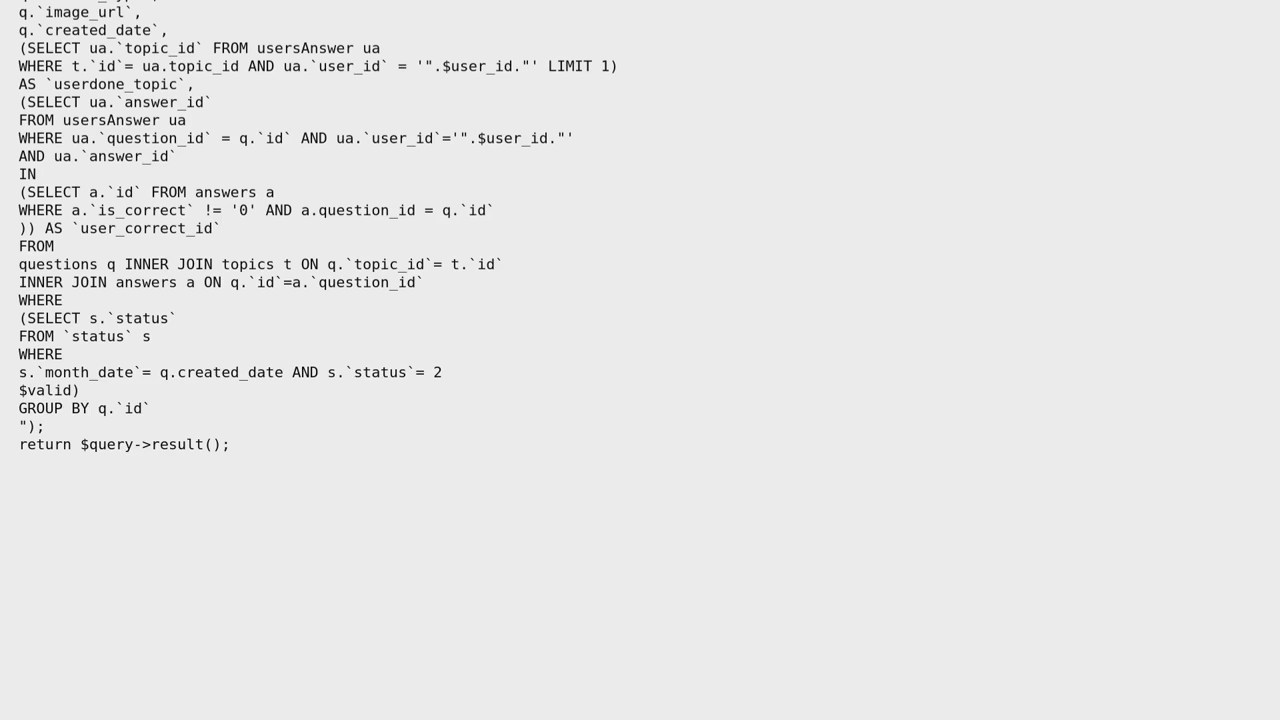 q.`image_url`,
q.`created_date`,
(SELECT ua.`topic_id` FROM usersAnswer ua
WHERE t.`id`= ua.topic_id AND ua.`user_id` = '".$user_id."' LIMIT 1)
AS `userdone_topic`,
(SELECT ua.`answer_id`
FROM usersAnswer ua
WHERE ua.`question_id` = q.`id` AND ua.`user_id`='".$user_id."'
AND ua.`answer_id`
IN
(SELECT a.`id` FROM answers a
WHERE a.`is_correct` != '0' AND a.question_id = q.`id`
)) AS `user_correct_id`
FROM
questions q INNER JOIN topics t ON q.`topic_id`= t.`id`
INNER JOIN answers a ON q.`id`=a.`question_id`
WHERE
(SELECT s.`status`
FROM `status` s
WHERE
s.`month_date`= q.created_date AND s.`status`= 2
$valid)
GROUP BY q.`id`
");
return $query->result();